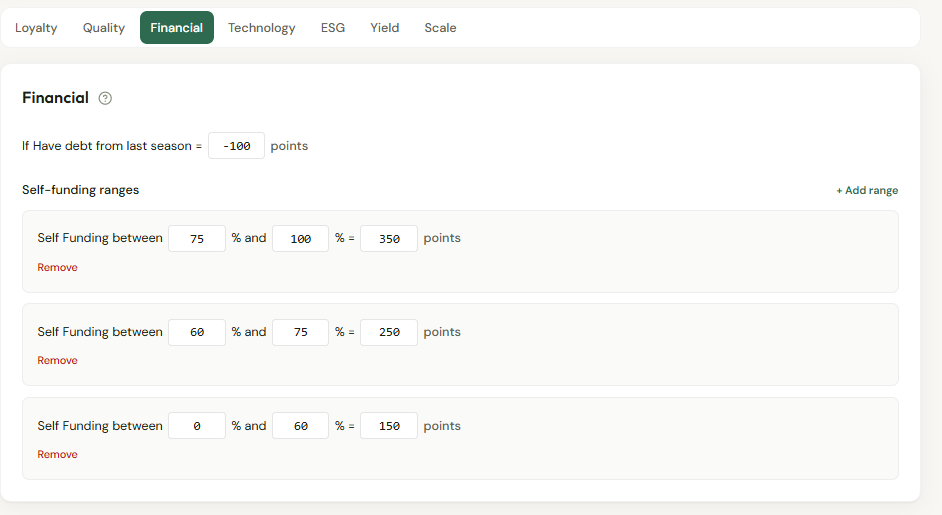 Loyalty Quality Financial Technology ESG Yield Scale
Financial ?
If Have debt from last season = -100 points
Self-funding ranges + Add range
Self Funding between 75 % and 100 % = 350 points
Remove
Self Funding between 60 % and 75 % = 250 points
Remove
Self Funding between 0 % and 60 % = 150 points
Remove